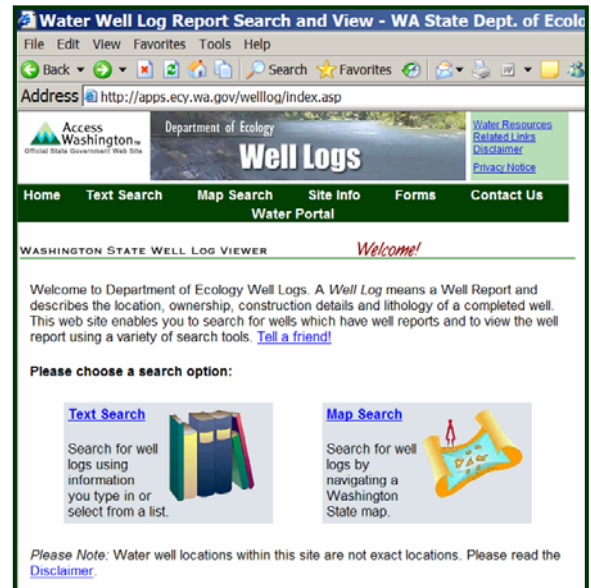 Water Well Log Report Search and View - WA State Dept. of Ecolo
File Edit View Favorites Tools Help
Back Search Favorites
Address http://apps.ecy.wa.gov/welllog/index.asp
Access Washington™
Official State Government Web Site
Department of Ecology
Well Logs
Water Resources
Related Links
Disclaimer
Privacy Notice
Home Text Search Map Search Site Info Forms Contact Us
Water Portal
WASHINGTON STATE WELL LOG VIEWER Welcome!
Welcome to Department of Ecology Well Logs. A Well Log means a Well Report and
describes the location, ownership, construction details and lithology of a completed well.
This web site enables you to search for wells which have well reports and to view the well
report using a variety of search tools. Tell a friend!
Please choose a search option:
Text Search
Search for well
logs using
information
you type in or
select from a list.
Map Search
Search for well
logs by
navigating a
Washington
State map.
Please Note: Water well locations within this site are not exact locations. Please read the
Disclaimer.